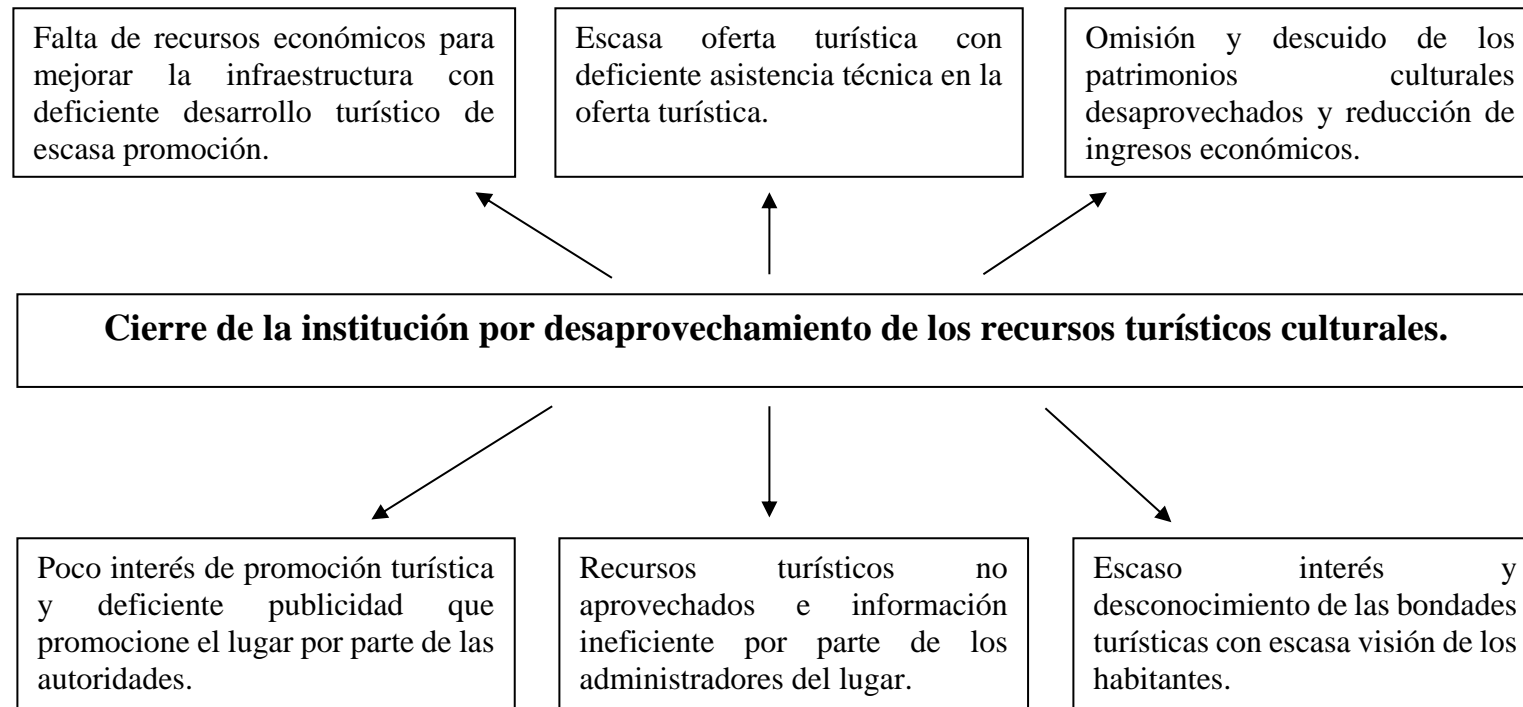 Falta de recursos económicos para
mejorar la infraestructura con
deficiente desarrollo turístico de
escasa promoción.
Escasa oferta turística con
deficiente asistencia técnica en la
oferta turística.
Omisión y descuido de los
patrimonios culturales
desaprovechados y reducción de
ingresos económicos.
Cierre de la institución por desaprovechamiento de los recursos turísticos culturales.
Poco interés de promoción turística
y deficiente publicidad que
promocione el lugar por parte de las
autoridades.
Recursos turísticos no
aprovechados e información
ineficiente por parte de los
administradores del lugar.
Escaso interés y
desconocimiento de las bondades
turísticas con escasa visión de los
habitantes.